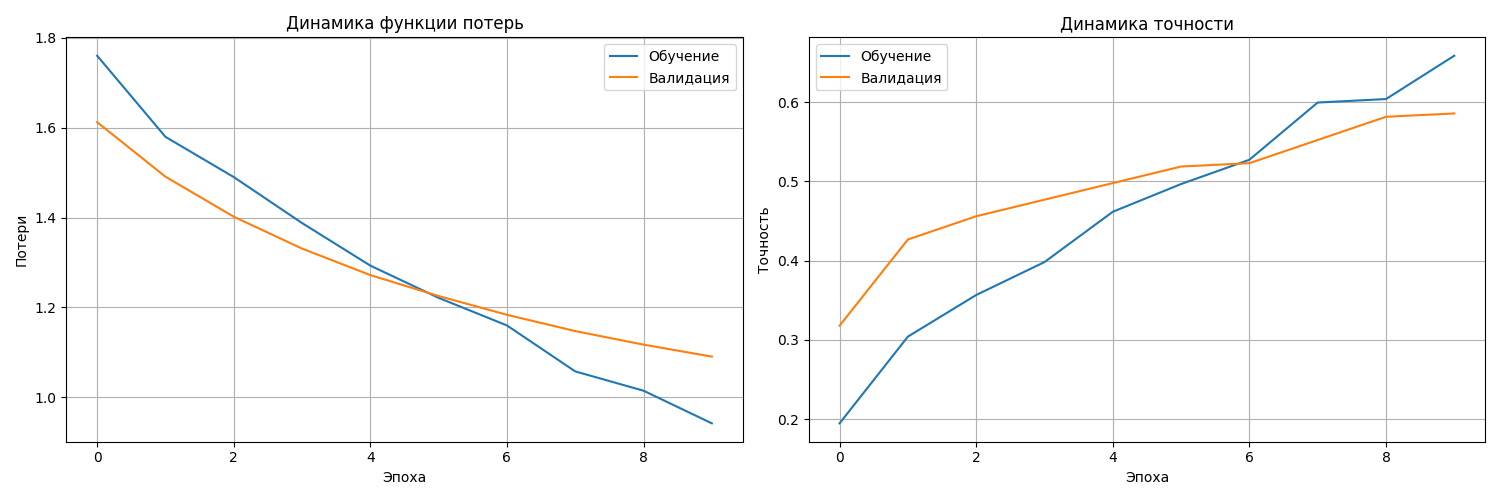 Динамика функции потерь
1.8
1.6
1.4
1.2
1.0
Потери
Обучение
Валидация
0
2
4
6
8
Эпоха
Динамика точности
0.6
0.5
0.4
0.3
0.2
Точность
Обучение
Валидация
0
2
4
6
8
Эпоха